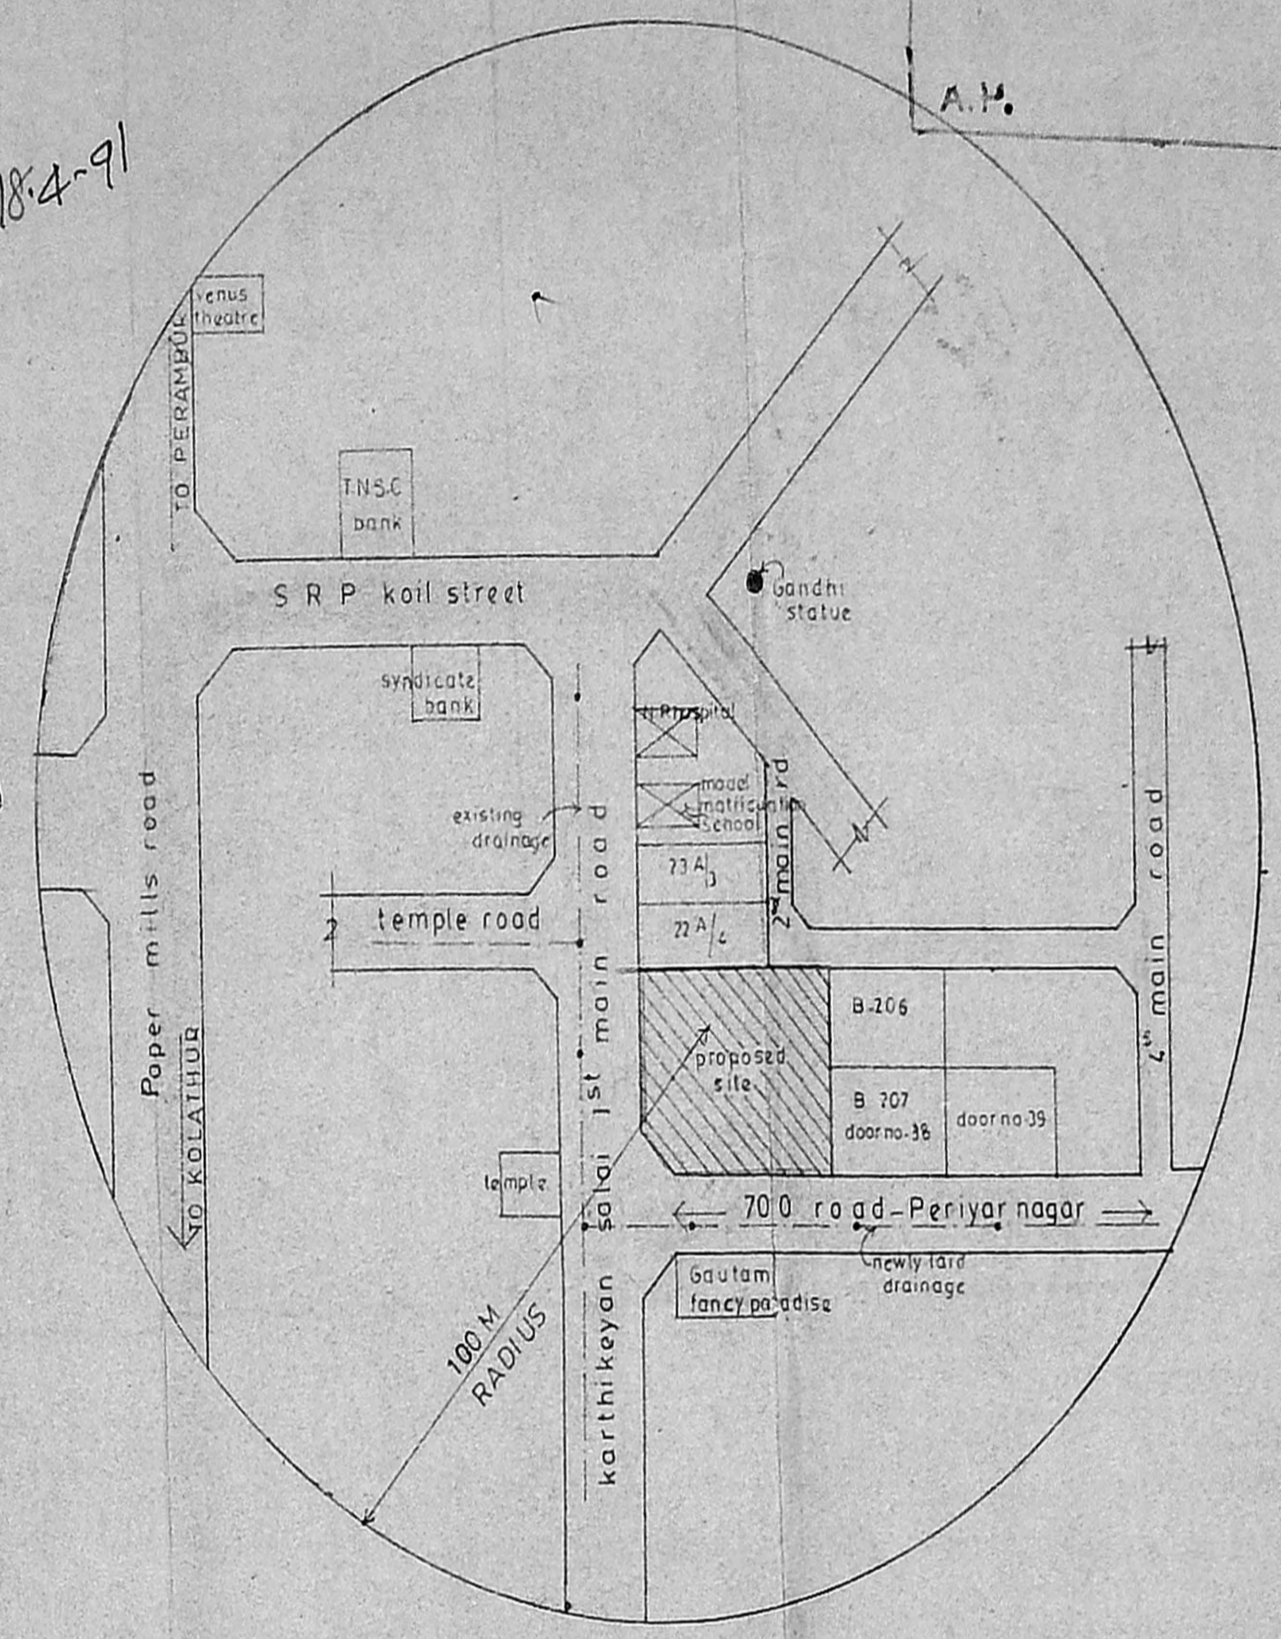 18.4-91
A.H.
venus
theatre
TO PERAMBUR
T.N.S.C
bank
S R P koil street
Gandhi
statue
syndicate
bank
hospital
model
matriculation
school
existing
drainage
23 A/3
22 A/
2nd main rd
temple road
Paper mills road
TO KOLATHUR
proposed
site
B-206
B 207
door no-38
door no-39
4th main road
temple
karthikeyan salai 1st main road
700 road-Periyar nagar
newly laid
drainage
Gautam
fancy paradise
100 M
RADIUS